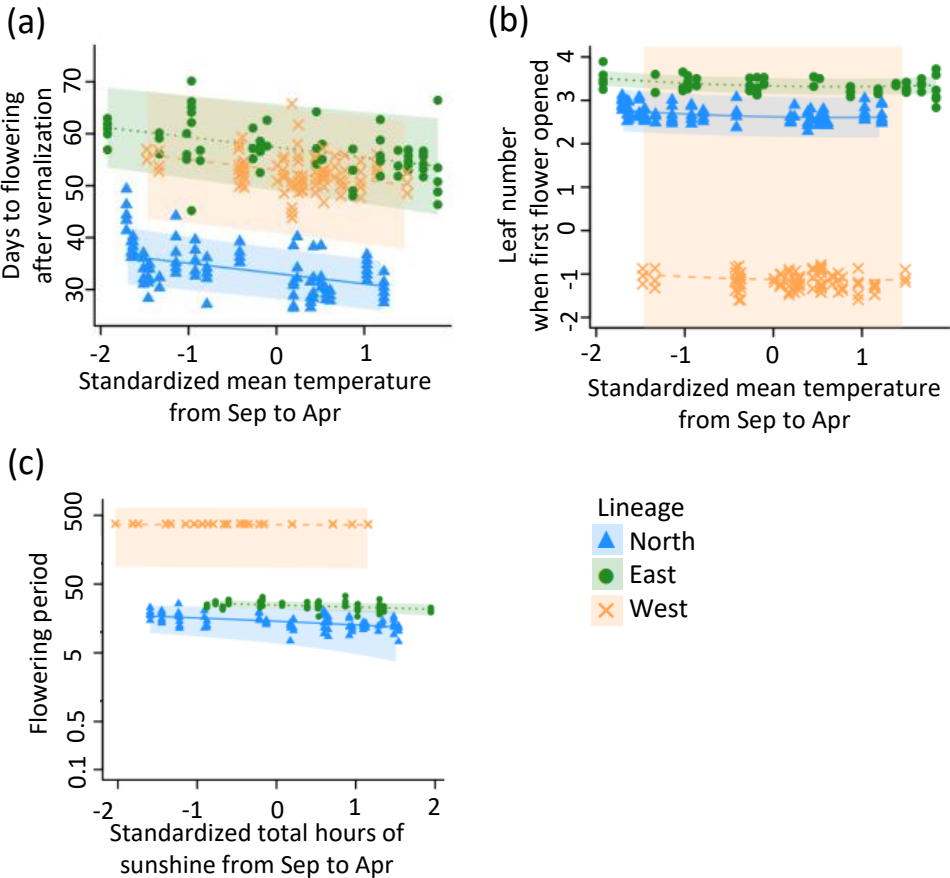 (a)
Days to flowering
after vernalization
70
60
50
40
30
-2
-1
0
1
Standardized mean temperature
from Sep to Apr
(b)
Leaf number
when first flower opened
4
3
2
1
0
-1
-2
-2
-1
0
1
Standardized mean temperature
from Sep to Apr
(c)
Flowering period
500
50
5
0.5
0.1
-2
-1
0
1
2
Standardized total hours of
sunshine from Sep to Apr
Lineage
North
East
West